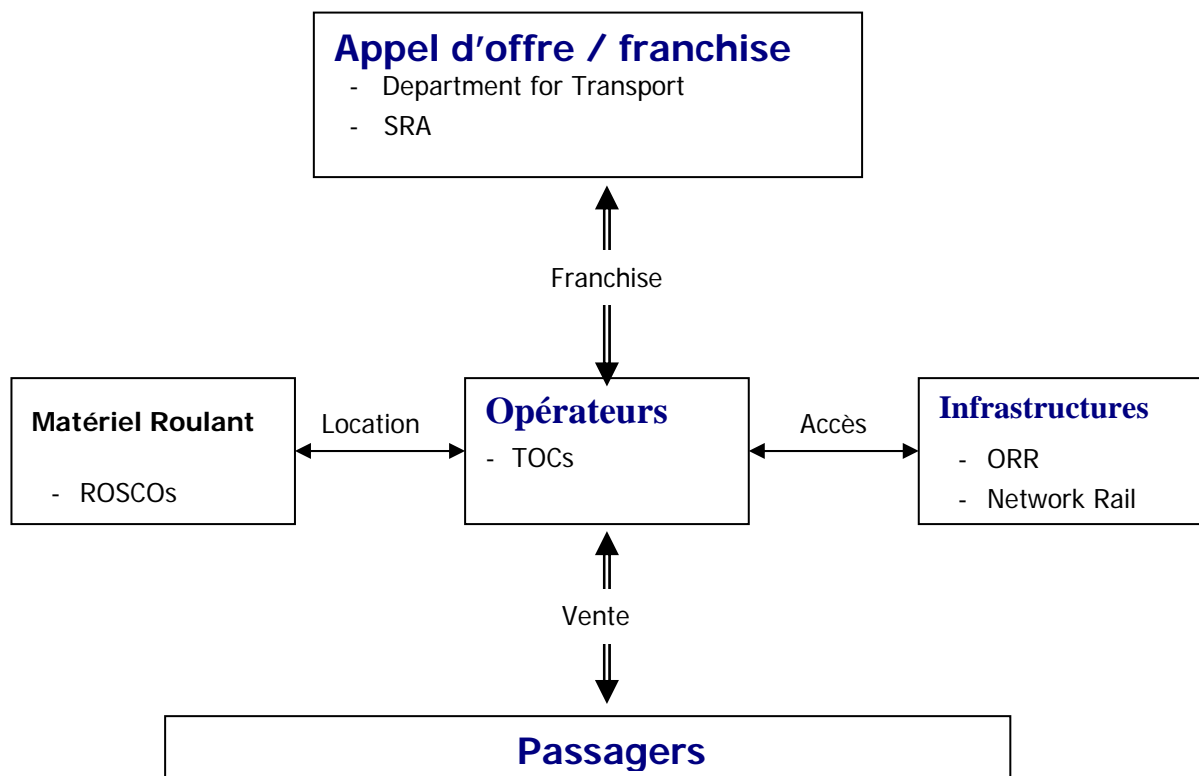 Appel d'offre / franchise
- Department for Transport
- SRA
Franchise
Matériel Roulant
- ROSCOs
Location
Opérateurs
- TOCs
Accès
Infrastructures
- ORR
- Network Rail
Vente
Passagers